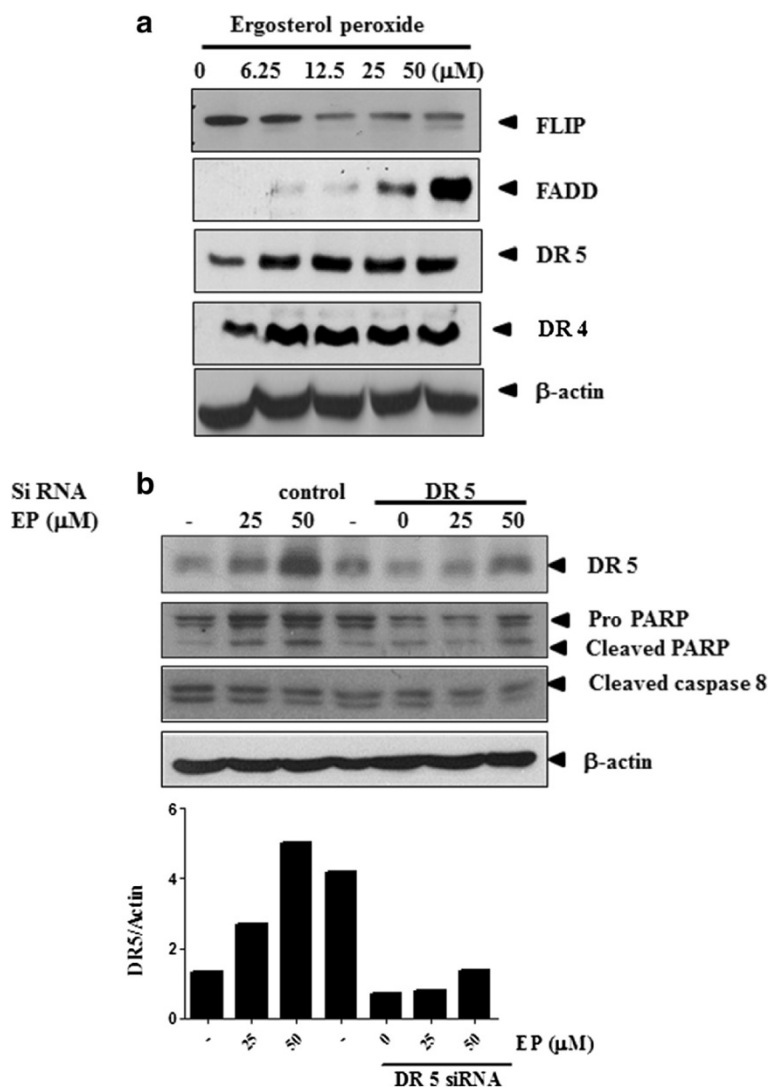 a
Ergosterol peroxide
0 6.25 12.5 25 50 (μM)
FLIP
FADD
DR 5
DR 4
β-actin
b
Si RNA control DR 5
EP (μM) - 25 50 - 0 25 50
DR 5
Pro PARP
Cleaved PARP
Cleaved caspase 8
β-actin
6
4
2
0
DR5/Actin
- 25 50 - 0 25 50 EP (μM)
DR 5 siRNA